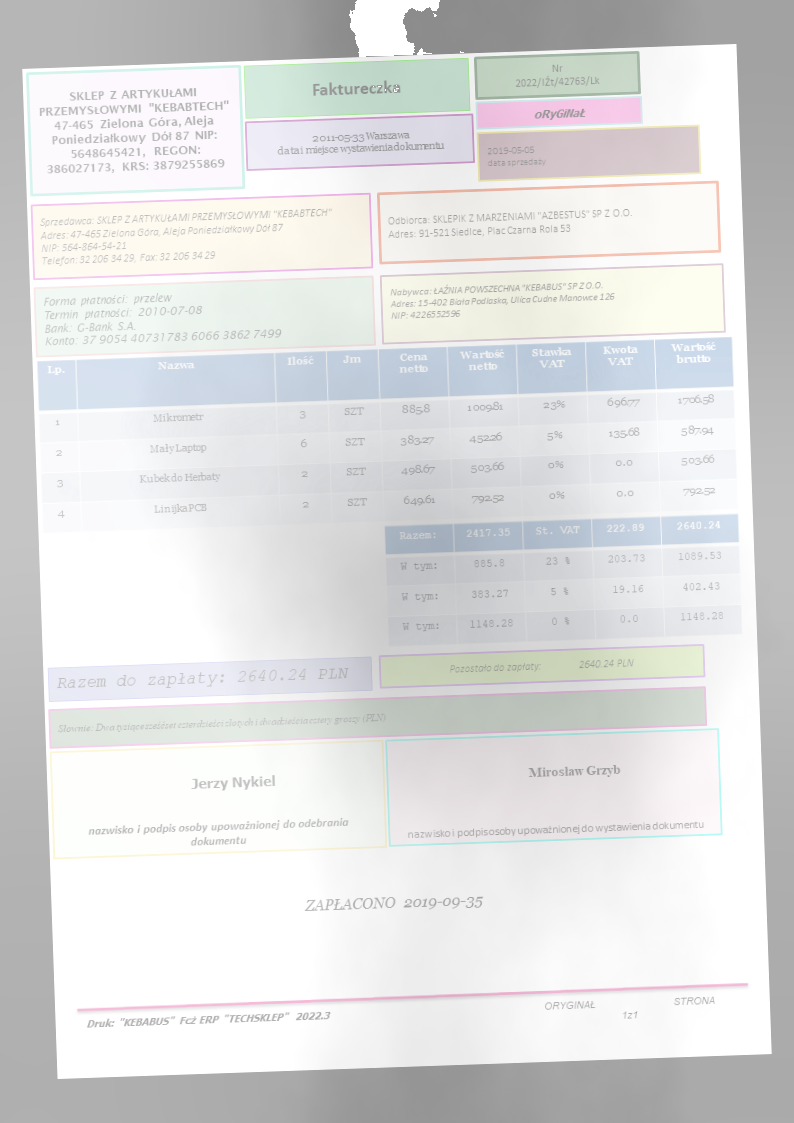 SKLEP Z ARTYKUŁAMI
PRZEMYSŁOWYMI "KEBABTECH"
47-465 Zielona Góra, Aleja
Poniedziałkowy Dół 87 NIP:
5648645421, REGON:
386027173, KRS: 3879255869
Faktureczka
2011-05-33 Warszawa
data i miejsce wystawienia dokumentu
Nr
2022/IŻt/42763/Lk
oRyGiNaŁ
2019-05-05
data sprzedaży
Sprzedawca: SKLEP Z ARTYKUŁAMI PRZEMYSŁOWYMI "KEBABTECH"
Adres: 47-465 Zielona Góra, Aleja Poniedziałkowy Dół 87
NIP: 564-864-54-21
Telefon: 32 206 34 29, Fax: 32 206 34 29
Odbiorca: SKLEPIK Z MARZENIAMI "AZBESTUS" SP Z O.O.
Adres: 91-521 Siedlce, Plac Czarna Rola 53
Forma płatności: przelew
Termin płatności: 2010-07-08
Bank: G-Bank S.A.
Konto: 37 9054 40731783 6066 3862 7499
Nabywca: ŁAŹNIA POWSZECHNA "KEBABUS" SP Z O.O.
Adres: 15-402 Biała Podlaska, Ulica Cudne Manowce 126
NIP: 4226552596
Lp. Nazwa Ilość Jm Cena netto Wartość netto Stawka VAT Kwota VAT Wartość brutto
1 Mikrometr 3 SZT 885,8 1009,81 23% 696,77 1706,58
2 Mały Laptop 6 SZT 383,27 452,26 5% 135,68 587,94
3 Kubek do Herbaty 2 SZT 498,67 503,66 0% 0.0 503,66
4 Linijka PCB 2 SZT 649,61 792,52 0% 0.0 792,52
Razem: 2417.35 St. VAT 222.89 2640.24
W tym: 885.8 23 % 203.73 1089.53
W tym: 383.27 5 % 19.16 402.43
W tym: 1148.28 0 % 0.0 1148.28
Razem do zapłaty: 2640.24 PLN
Pozostało do zapłaty: 2640.24 PLN
Słownie: Dwa tysiące sześćset czterdzieści złotych i dwadzieścia cztery groszy (PLN)
Jerzy Nykiel
nazwisko i podpis osoby upoważnionej do odebrania
dokumentu
Mirosław Grzyb
nazwisko i podpis osoby upoważnionej do wystawienia dokumentu
ZAPŁACONO 2019-09-35
Druk: "KEBABUS" Fcż ERP "TECHSKLEP" 2022.3
ORYGINAŁ STRONA
1z1